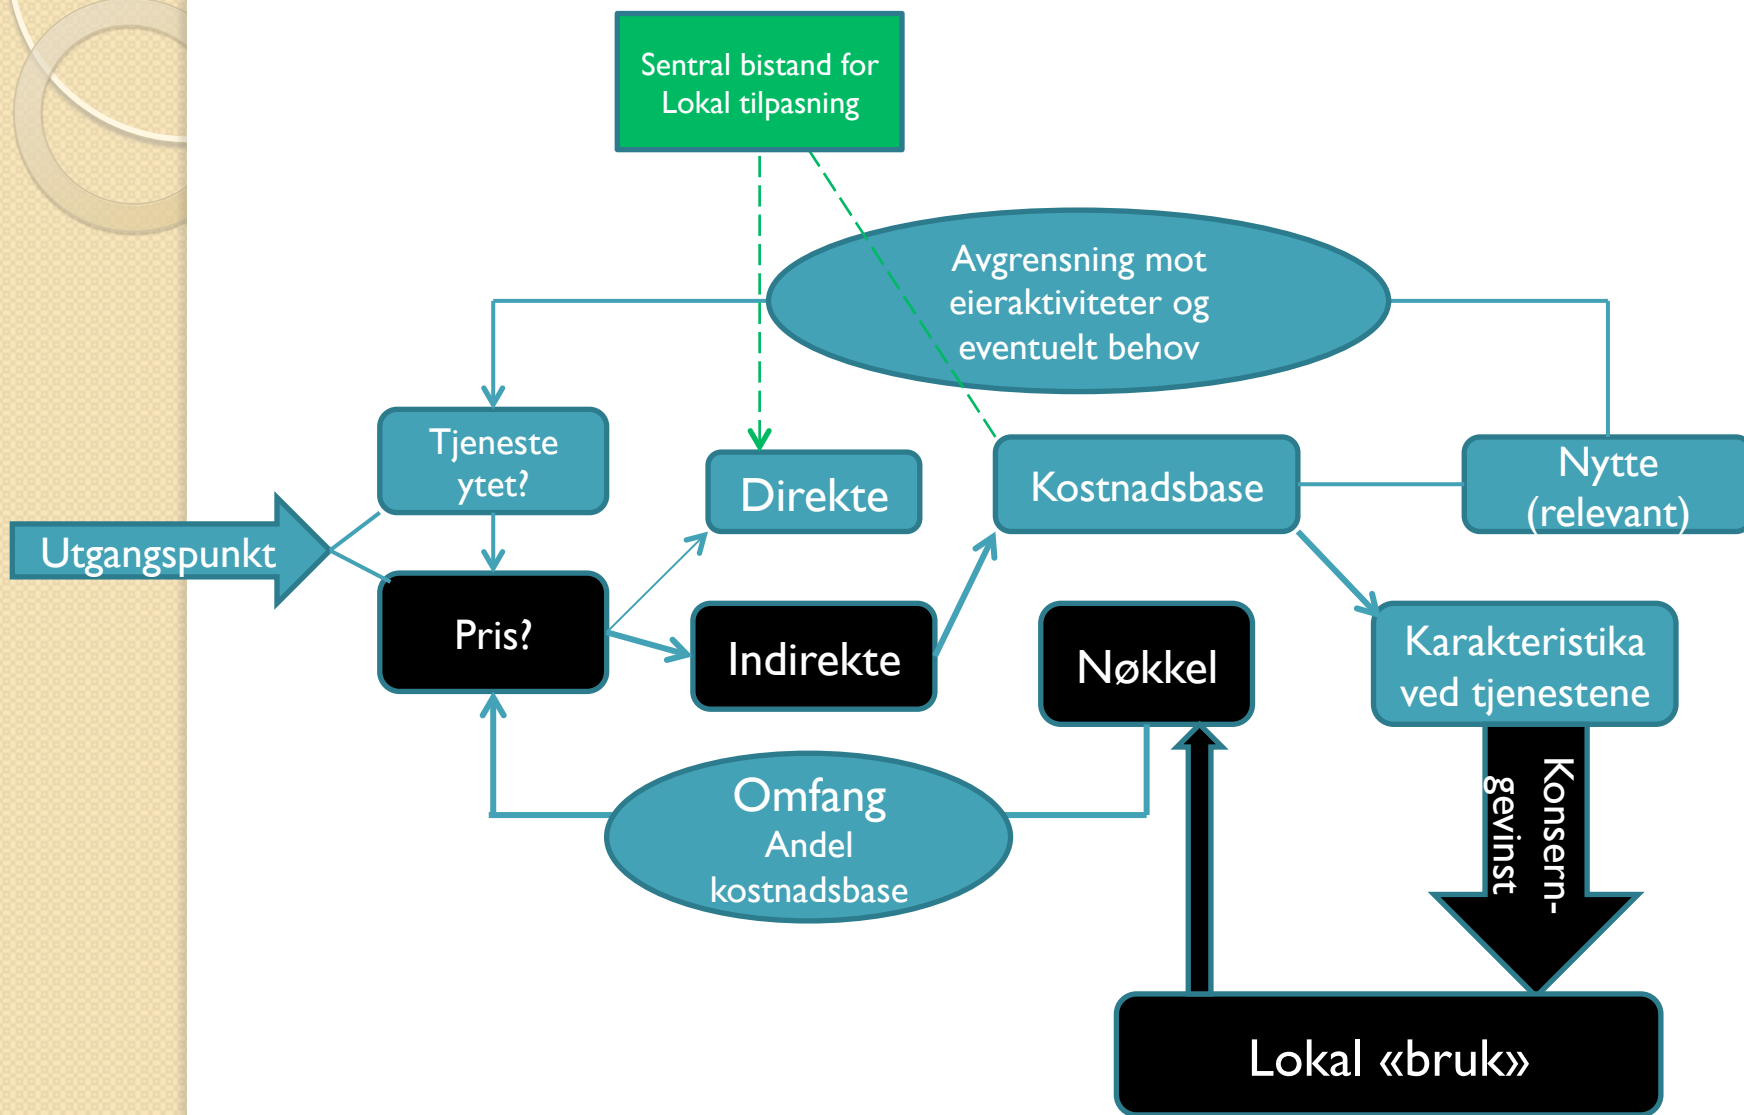 Sentral bistand for
Lokal tilpasning
Avgrensning mot
eieraktiviteter og
eventuelt behov
Tjeneste
ytet?
Direkte
Kostnadsbase
Nytte
(relevant)
Utgangspunkt
Pris?
Indirekte
Nøkkel
Karakteristika
ved tjenestene
Omfang
Andel
kostnadsbase
Konsern-
gevinst
Lokal «bruk»